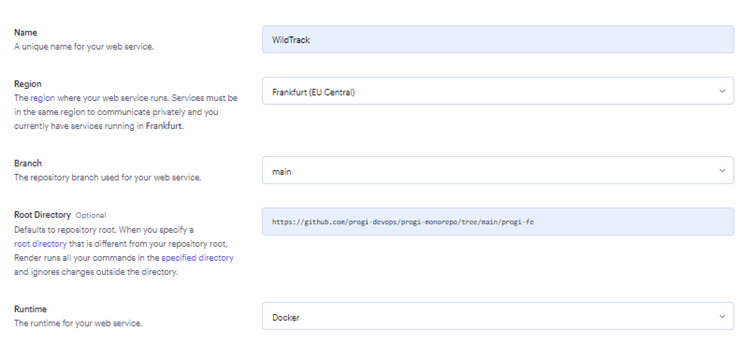 Name
A unique name for your web service.
WildTrack
Region
The region where your web service runs. Services must be
in the same region to communicate privately and you
currently have services running in Frankfurt.
Frankfurt (EU Central)
Branch
The repository branch used for your web service.
main
Root Directory Optional
Defaults to repository root. When you specify a
root directory that is different from your repository root,
Render runs all your commands in the specified directory
and ignores changes outside the directory.
https://github.com/progi-devops/progi-monorepo/tree/main/progi-fe
Runtime
The runtime for your web service.
Docker